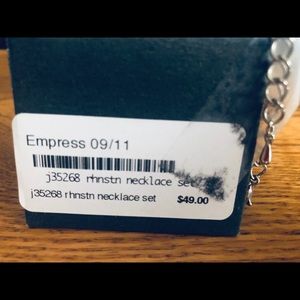 Empress 09/11
j35268 rhnstn necklace set
j35268 rhnstn necklace set $49.00